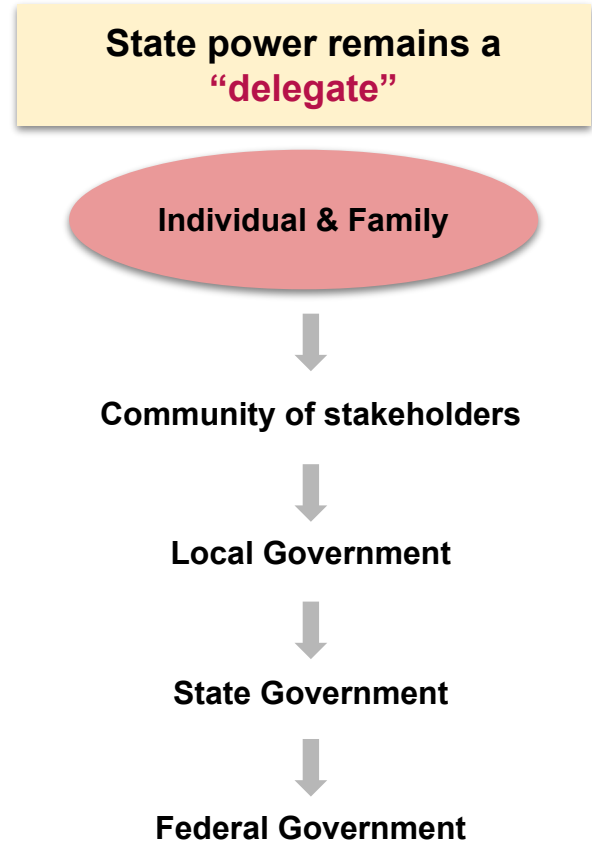 State power remains a
“delegate”
Individual & Family
Community of stakeholders
Local Government
State Government
Federal Government